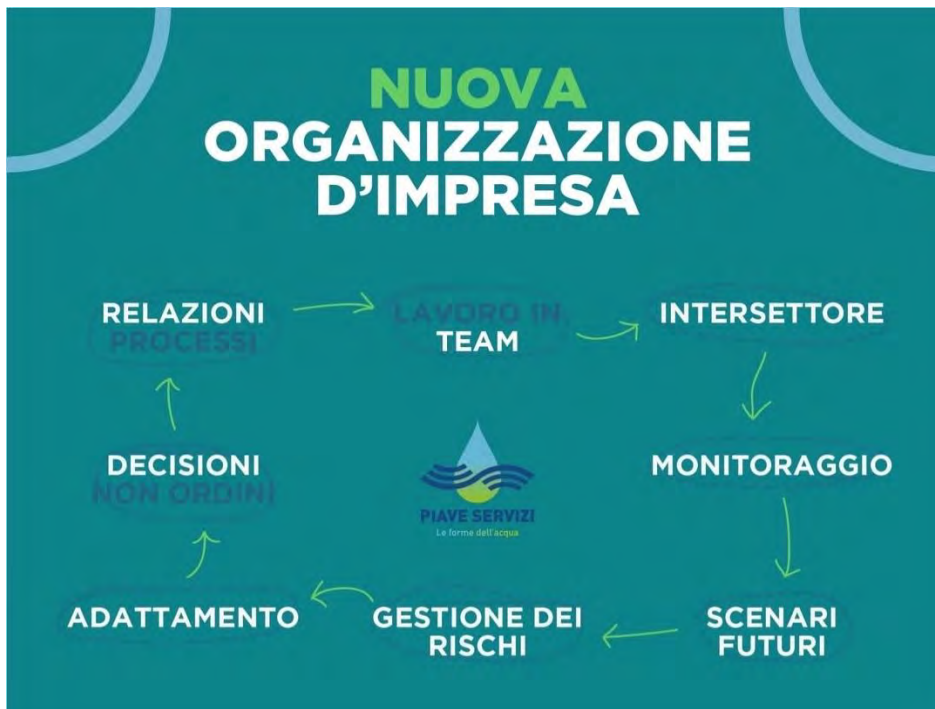 NUOVA
ORGANIZZAZIONE
D'IMPRESA
RELAZIONI
PROCESSI
LAVORO IN
TEAM
INTERSETTORE
MONITORAGGIO
SCENARI
FUTURI
GESTIONE DEI
RISCHI
ADATTAMENTO
DECISIONI
NON ORDINI
PIAVE SERVIZI
Le forme dell'acqua